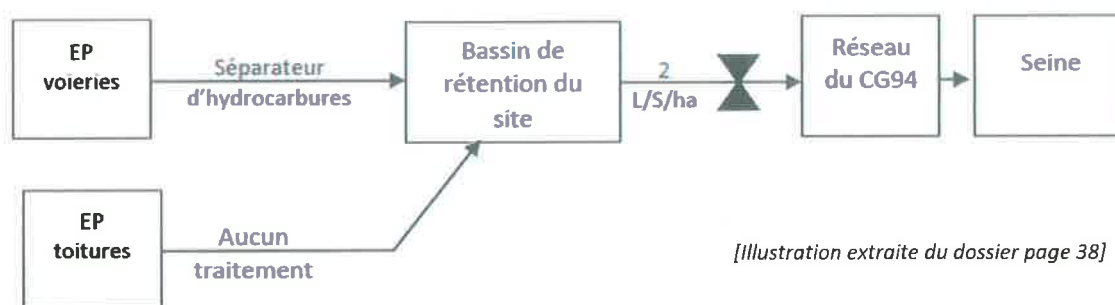 EP
voieries
Séparateur
d'hydrocarbures
Bassin de
rétention du
site
2
L/S/ha
Réseau
du CG94
Seine
EP
toitures
Aucun
traitement
[Illustration extraite du dossier page 38]